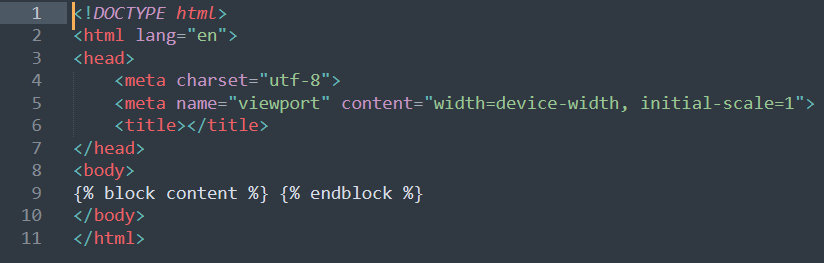 1 <!DOCTYPE html>
2 <html lang="en">
3 <head>
4     <meta charset="utf-8">
5     <meta name="viewport" content="width=device-width, initial-scale=1">
6     <title></title>
7 </head>
8 <body>
9 {% block content %} {% endblock %}
10 </body>
11 </html>